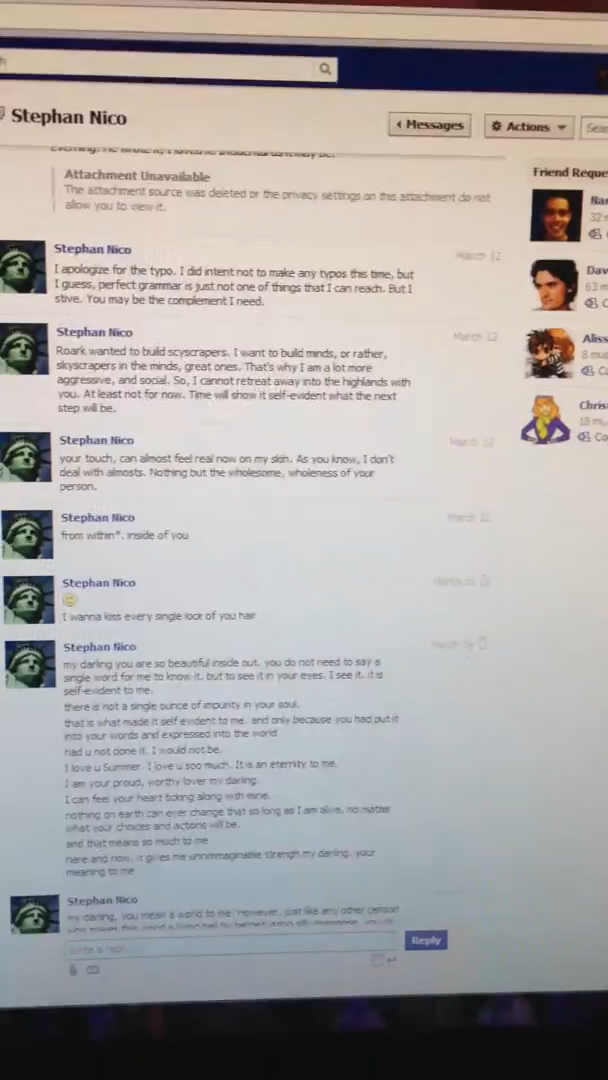 Stephan Nico
Messages
Actions
Sear
Friend Reque
Attachment Unavailable
The attachment source was deleted or the privacy settings on this attachment do not
allow you to view it.
Stephan Nico
March 12
I apologize for the typo. I did intent not to make any typos this time, but
I guess, perfect grammar is just not one of things that I can reach. But I
stive. You may be the complement I need.
Stephan Nico
March 12
Roark wanted to build scyscrapers. I want to build minds, or rather,
skyscrapers in the minds, great ones. That's why I am a lot more
aggressive, and social. So, I cannot retreat away into the highlands with
you. At least not for now. Time will show it self-evident what the next
step will be.
Stephan Nico
March
your touch, can almost feel real now on my skin. As you know, I don't
deal with almosts. Nothing but the wholesome, wholeness of your
person.
Stephan Nico
March
from within*. inside of you
Stephan Nico
I wanna kiss every single lock of you hair
Stephan Nico
my darling you are so beautiful inside out, you do not need to say a
single word for me to know it, but to see it in your eyes. I see it, it is
self-evident to me.
there is not a single ounce of impurity in your soul.
that is what made it self evident to me. and only because you had put it
into your words and expressed into the world
had u not done it, I would not be.
I love u Summer. I love u soo much. It is an eternity to me.
I am your proud, worthy lover my darling.
I can feel your heart ticking along with mine.
nothing on earth can ever change that so long as I am alive, no matter
what your choices and actions will be.
and that means so much to me
here and now, it gives me unnimmaginable strengh my darling. your
meaning to me
Stephan Nico
my darling, you mean a world to me. However, just like any other person
Reply
Nar
32 m
Dav
63 m
Aliss
8 mu
Co
Chris
18 mu
Co